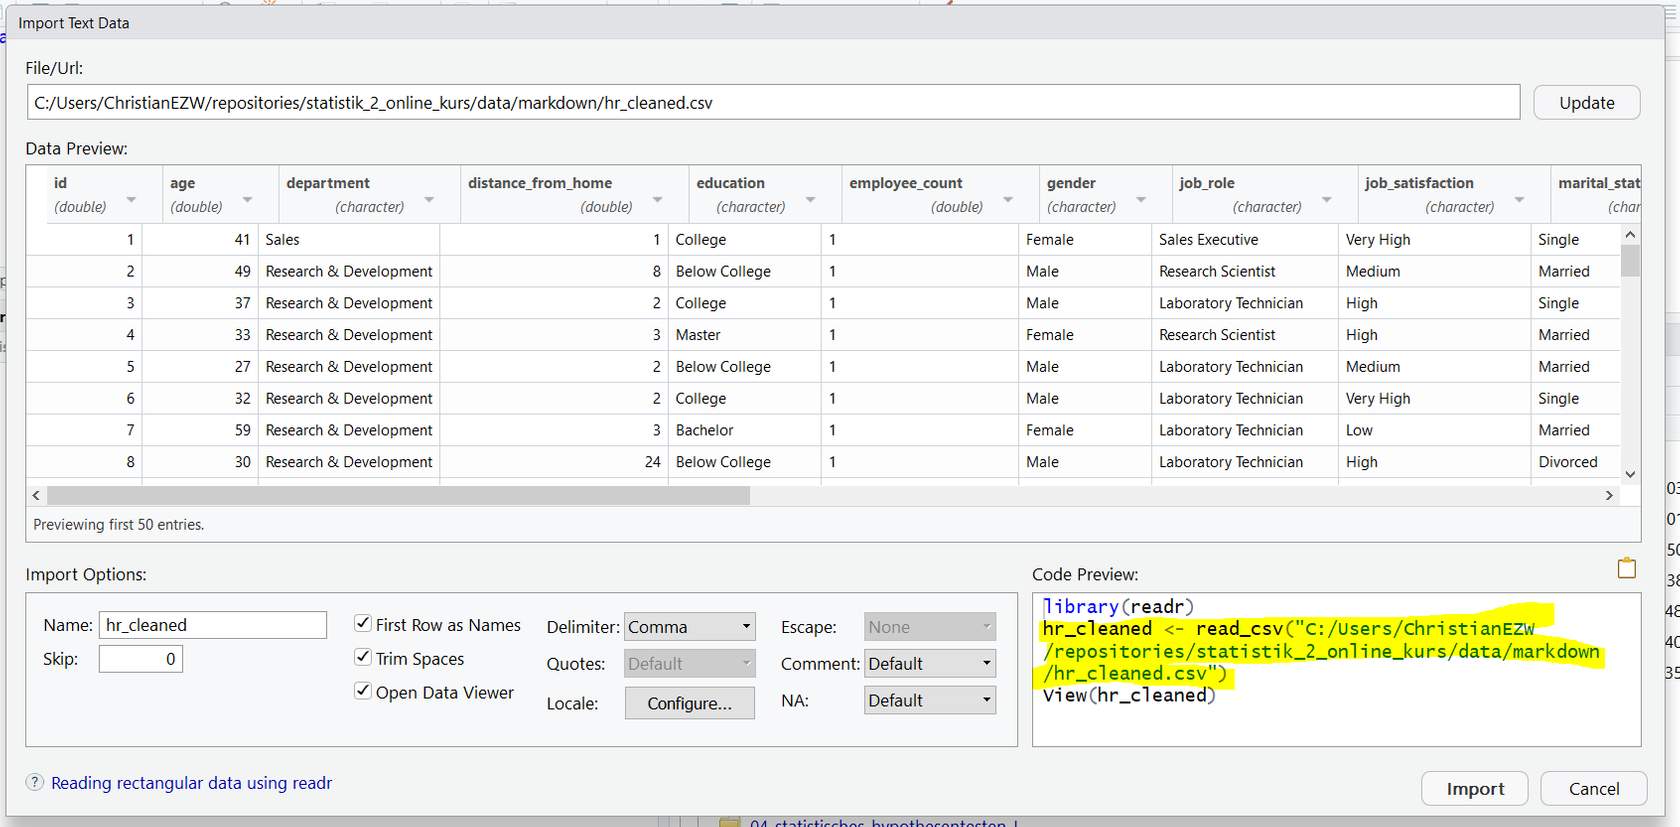 Import Text Data
File/Url:
C:/Users/ChristianEZW/repositories/statistik_2_online_kurs/data/markdown/hr_cleaned.csv
Update
Data Preview:
id age department distance_from_home education employee_count gender job_role job_satisfaction marital_stat
(double) (double) (character) (double) (character) (double) (character) (character) (character) (char
1 41 Sales 1 College 1 Female Sales Executive Very High Single
2 49 Research & Development 8 Below College 1 Male Research Scientist Medium Married
3 37 Research & Development 2 College 1 Male Laboratory Technician High Single
4 33 Research & Development 3 Master 1 Female Research Scientist High Married
5 27 Research & Development 2 Below College 1 Male Laboratory Technician Medium Married
6 32 Research & Development 2 College 1 Male Laboratory Technician Very High Single
7 59 Research & Development 3 Bachelor 1 Female Laboratory Technician Low Married
8 30 Research & Development 24 Below College 1 Male Laboratory Technician High Divorced
Previewing first 50 entries.
Import Options:
Name: hr_cleaned
Skip: 0
First Row as Names
Trim Spaces
Open Data Viewer
Delimiter: Comma
Quotes: Default
Locale: Configure...
Escape: None
Comment: Default
NA: Default
Code Preview:
library(readr)
hr_cleaned <- read_csv("C:/Users/ChristianEZW
/repositories/statistik_2_online_kurs/data/markdown
/hr_cleaned.csv")
View(hr_cleaned)
? Reading rectangular data using readr
Import
Cancel